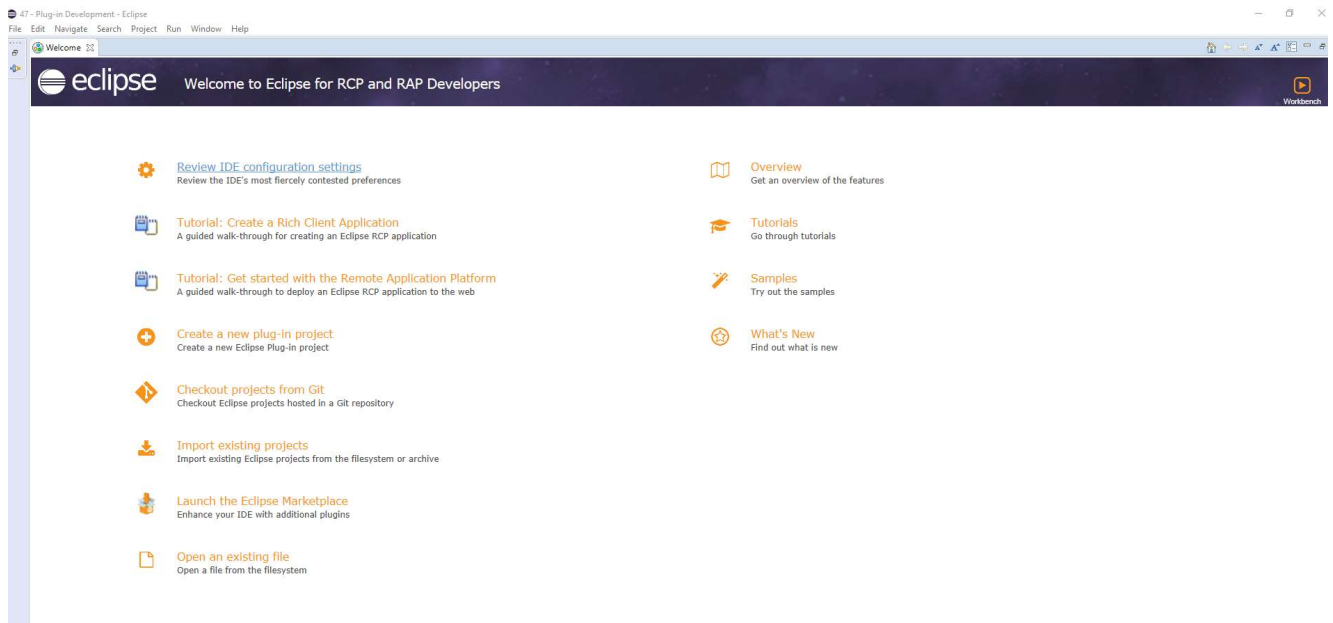 47 - Plug-in Development - Eclipse
File Edit Navigate Search Project Run Window Help
Welcome
eclipse
Welcome to Eclipse for RCP and RAP Developers
Workbench
Review IDE configuration settings
Review the IDE's most fiercely contested preferences
Tutorial: Create a Rich Client Application
A guided walk-through for creating an Eclipse RCP application
Tutorial: Get started with the Remote Application Platform
A guided walk-through to deploy an Eclipse RCP application to the web
Create a new plug-in project
Create a new Eclipse Plug-in project
Checkout projects from Git
Checkout Eclipse projects hosted in a Git repository
Import existing projects
Import existing Eclipse projects from the filesystem or archive
Launch the Eclipse Marketplace
Enhance your IDE with additional plugins
Open an existing file
Open a file from the filesystem
Overview
Get an overview of the features
Tutorials
Go through tutorials
Samples
Try out the samples
What's New
Find out what is new